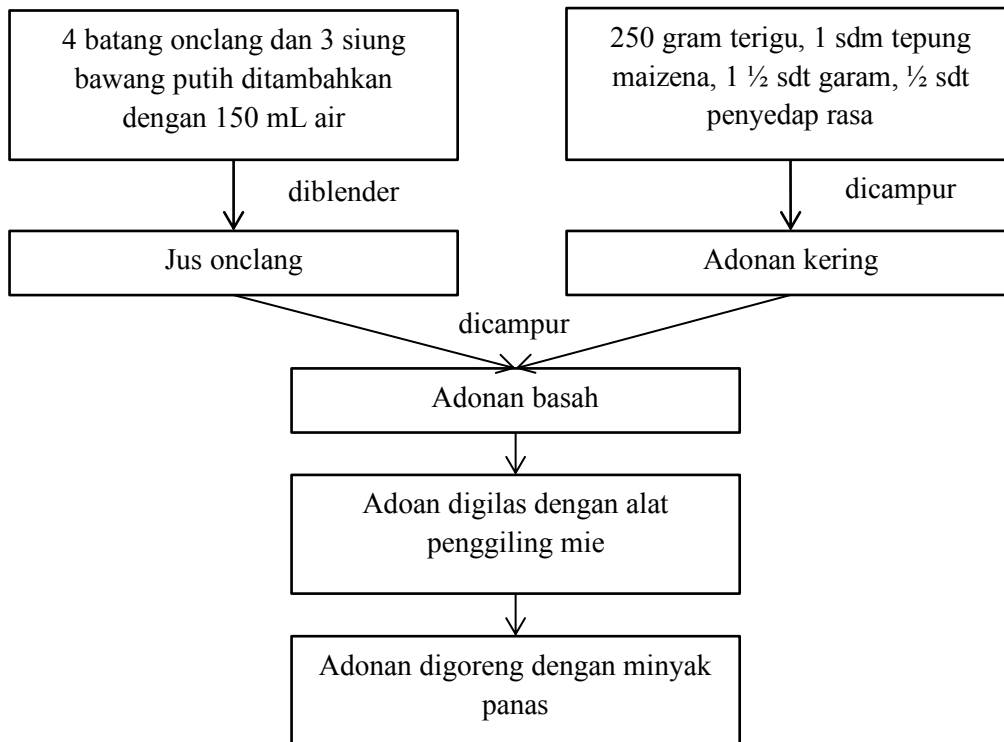 4 batang onclang dan 3 siung
bawang putih ditambahkan
dengan 150 mL air
250 gram terigu, 1 sdm tepung
maizena, 1 ½ sdt garam, ½ sdt
penyedap rasa
diblender
dicampur
Jus onclang
Adonan kering
dicampur
Adonan basah
Adoan digilas dengan alat
penggiling mie
Adonan digoreng dengan minyak
panas